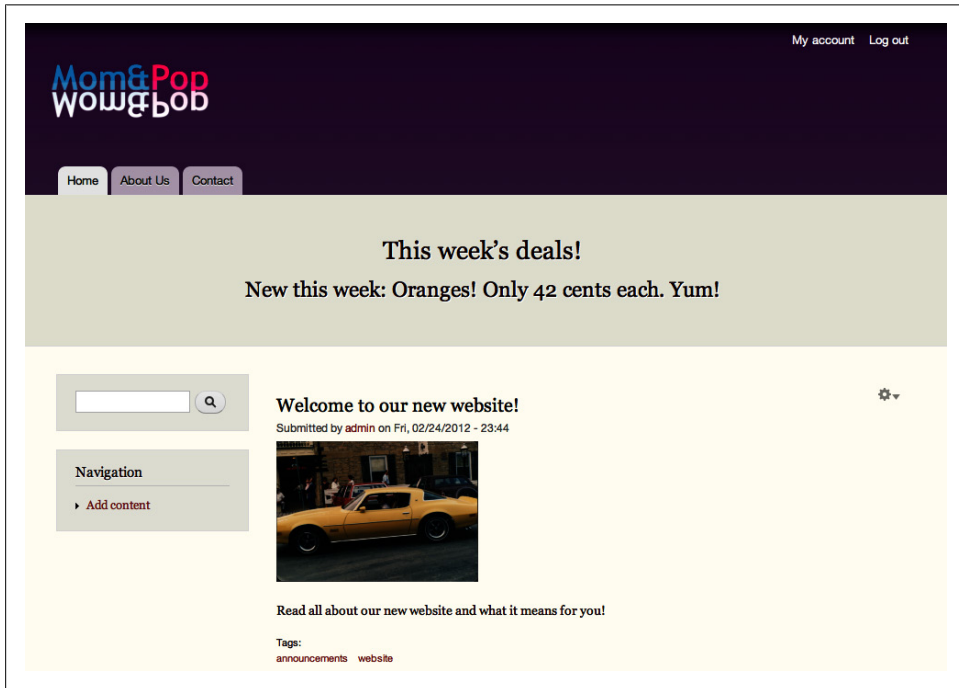 My account Log out
Mom&Pop
Mom&Pop
Home About Us Contact
This week's deals!
New this week: Oranges! Only 42 cents each. Yum!
Welcome to our new website!
Submitted by admin on Fri, 02/24/2012 - 23:44
Navigation
Add content
Read all about our new website and what it means for you!
Tags:
announcements website